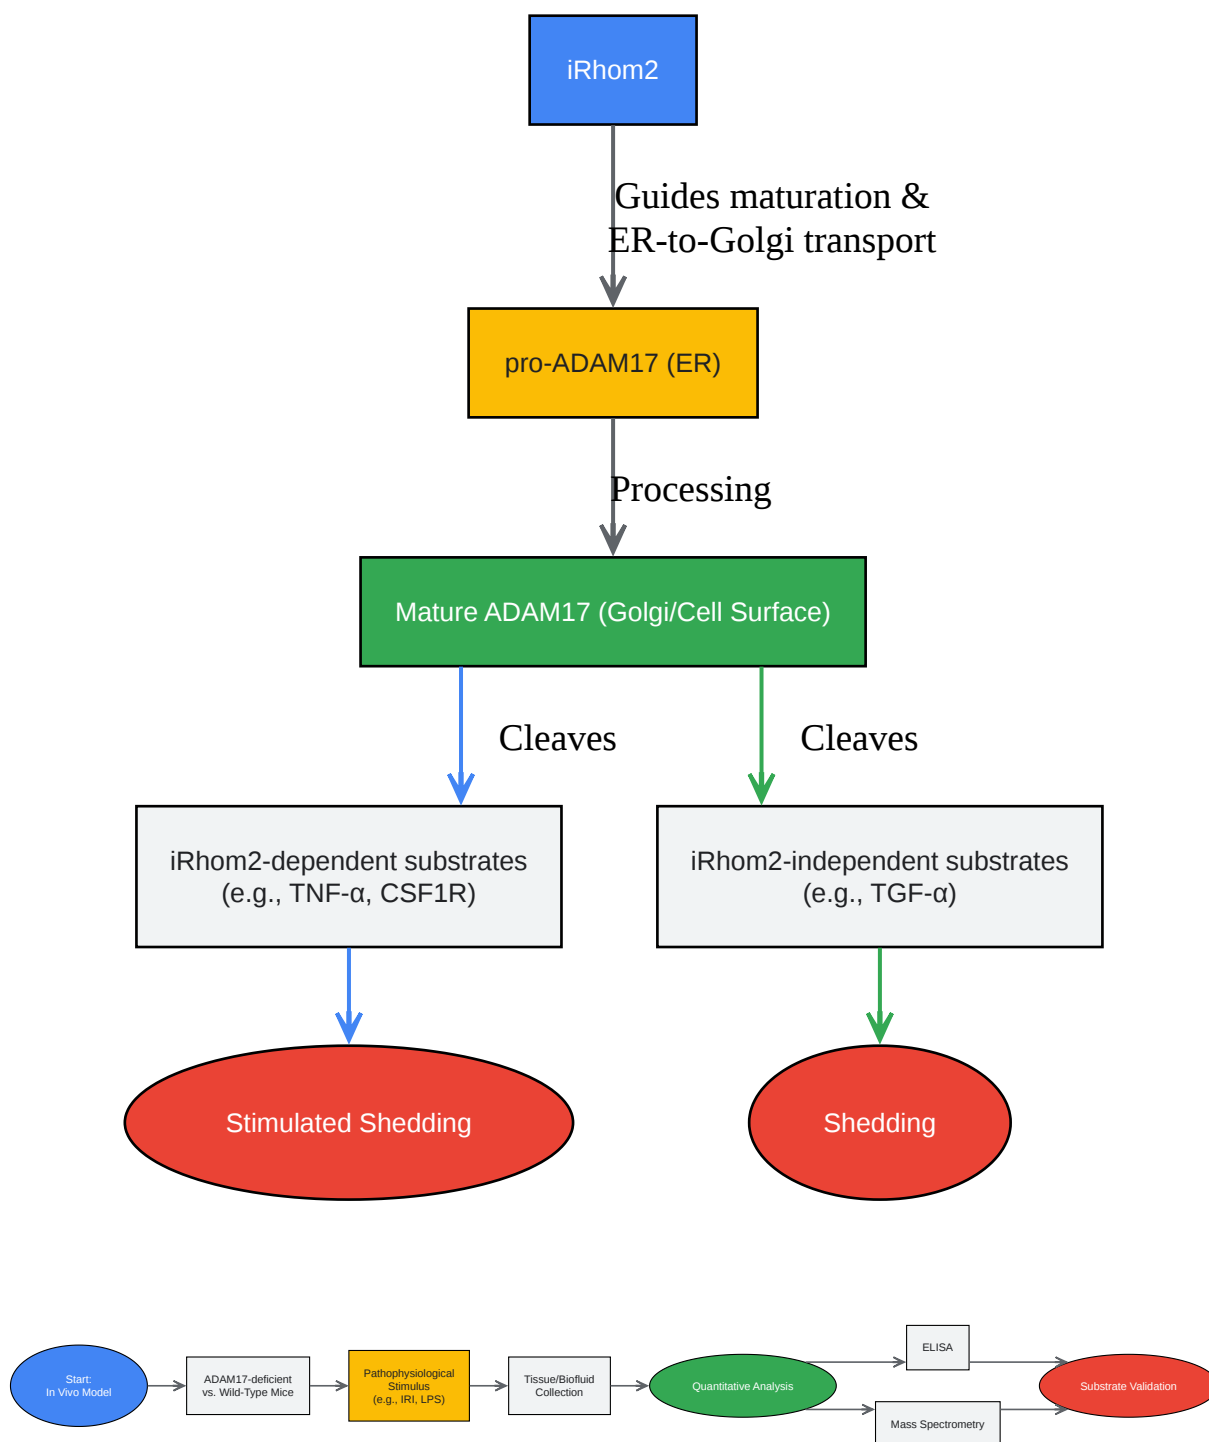 iRhom2
Guides maturation &
ER-to-Golgi transport
pro-ADAM17 (ER)
Processing
Mature ADAM17 (Golgi/Cell Surface)
Cleaves
Cleaves
iRhom2-dependent substrates
(e.g., TNF-α, CSF1R)
iRhom2-independent substrates
(e.g., TGF-α)
Stimulated Shedding
Shedding
Start:
In Vivo Model
ADAM17-deficient
vs. Wild-Type Mice
Pathophysiological
Stimulus
(e.g., IRI, LPS)
Tissue/Biofluid
Collection
Quantitative Analysis
ELISA
Mass Spectrometry
Substrate Validation